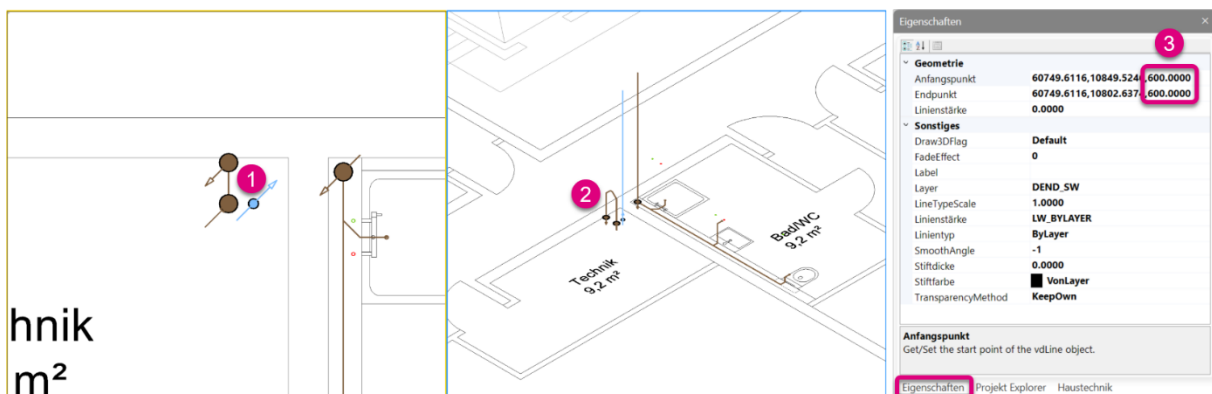 1
hnik
m²
2
Technik
9,2 m²
Bad/WC
9,2 m²
Eigenschaften
3
Geometrie
Anfangspunkt 60749.6116,10849.5246,600.0000
Endpunkt 60749.6116,10802.6374,600.0000
Linienstärke 0.0000
Sonstiges
Draw3DFlag Default
FadeEffect 0
Label
Layer DEND_SW
LineTypeScale 1.0000
Linienstärke LW_BYLAYER
Linientyp ByLayer
SmoothAngle -1
Stiftdicke 0.0000
Stiftfarbe VonLayer
TransparencyMethod KeepOwn
Anfangspunkt
Get/Set the start point of the vdLine object.
Eigenschaften Projekt Explorer Haustechnik